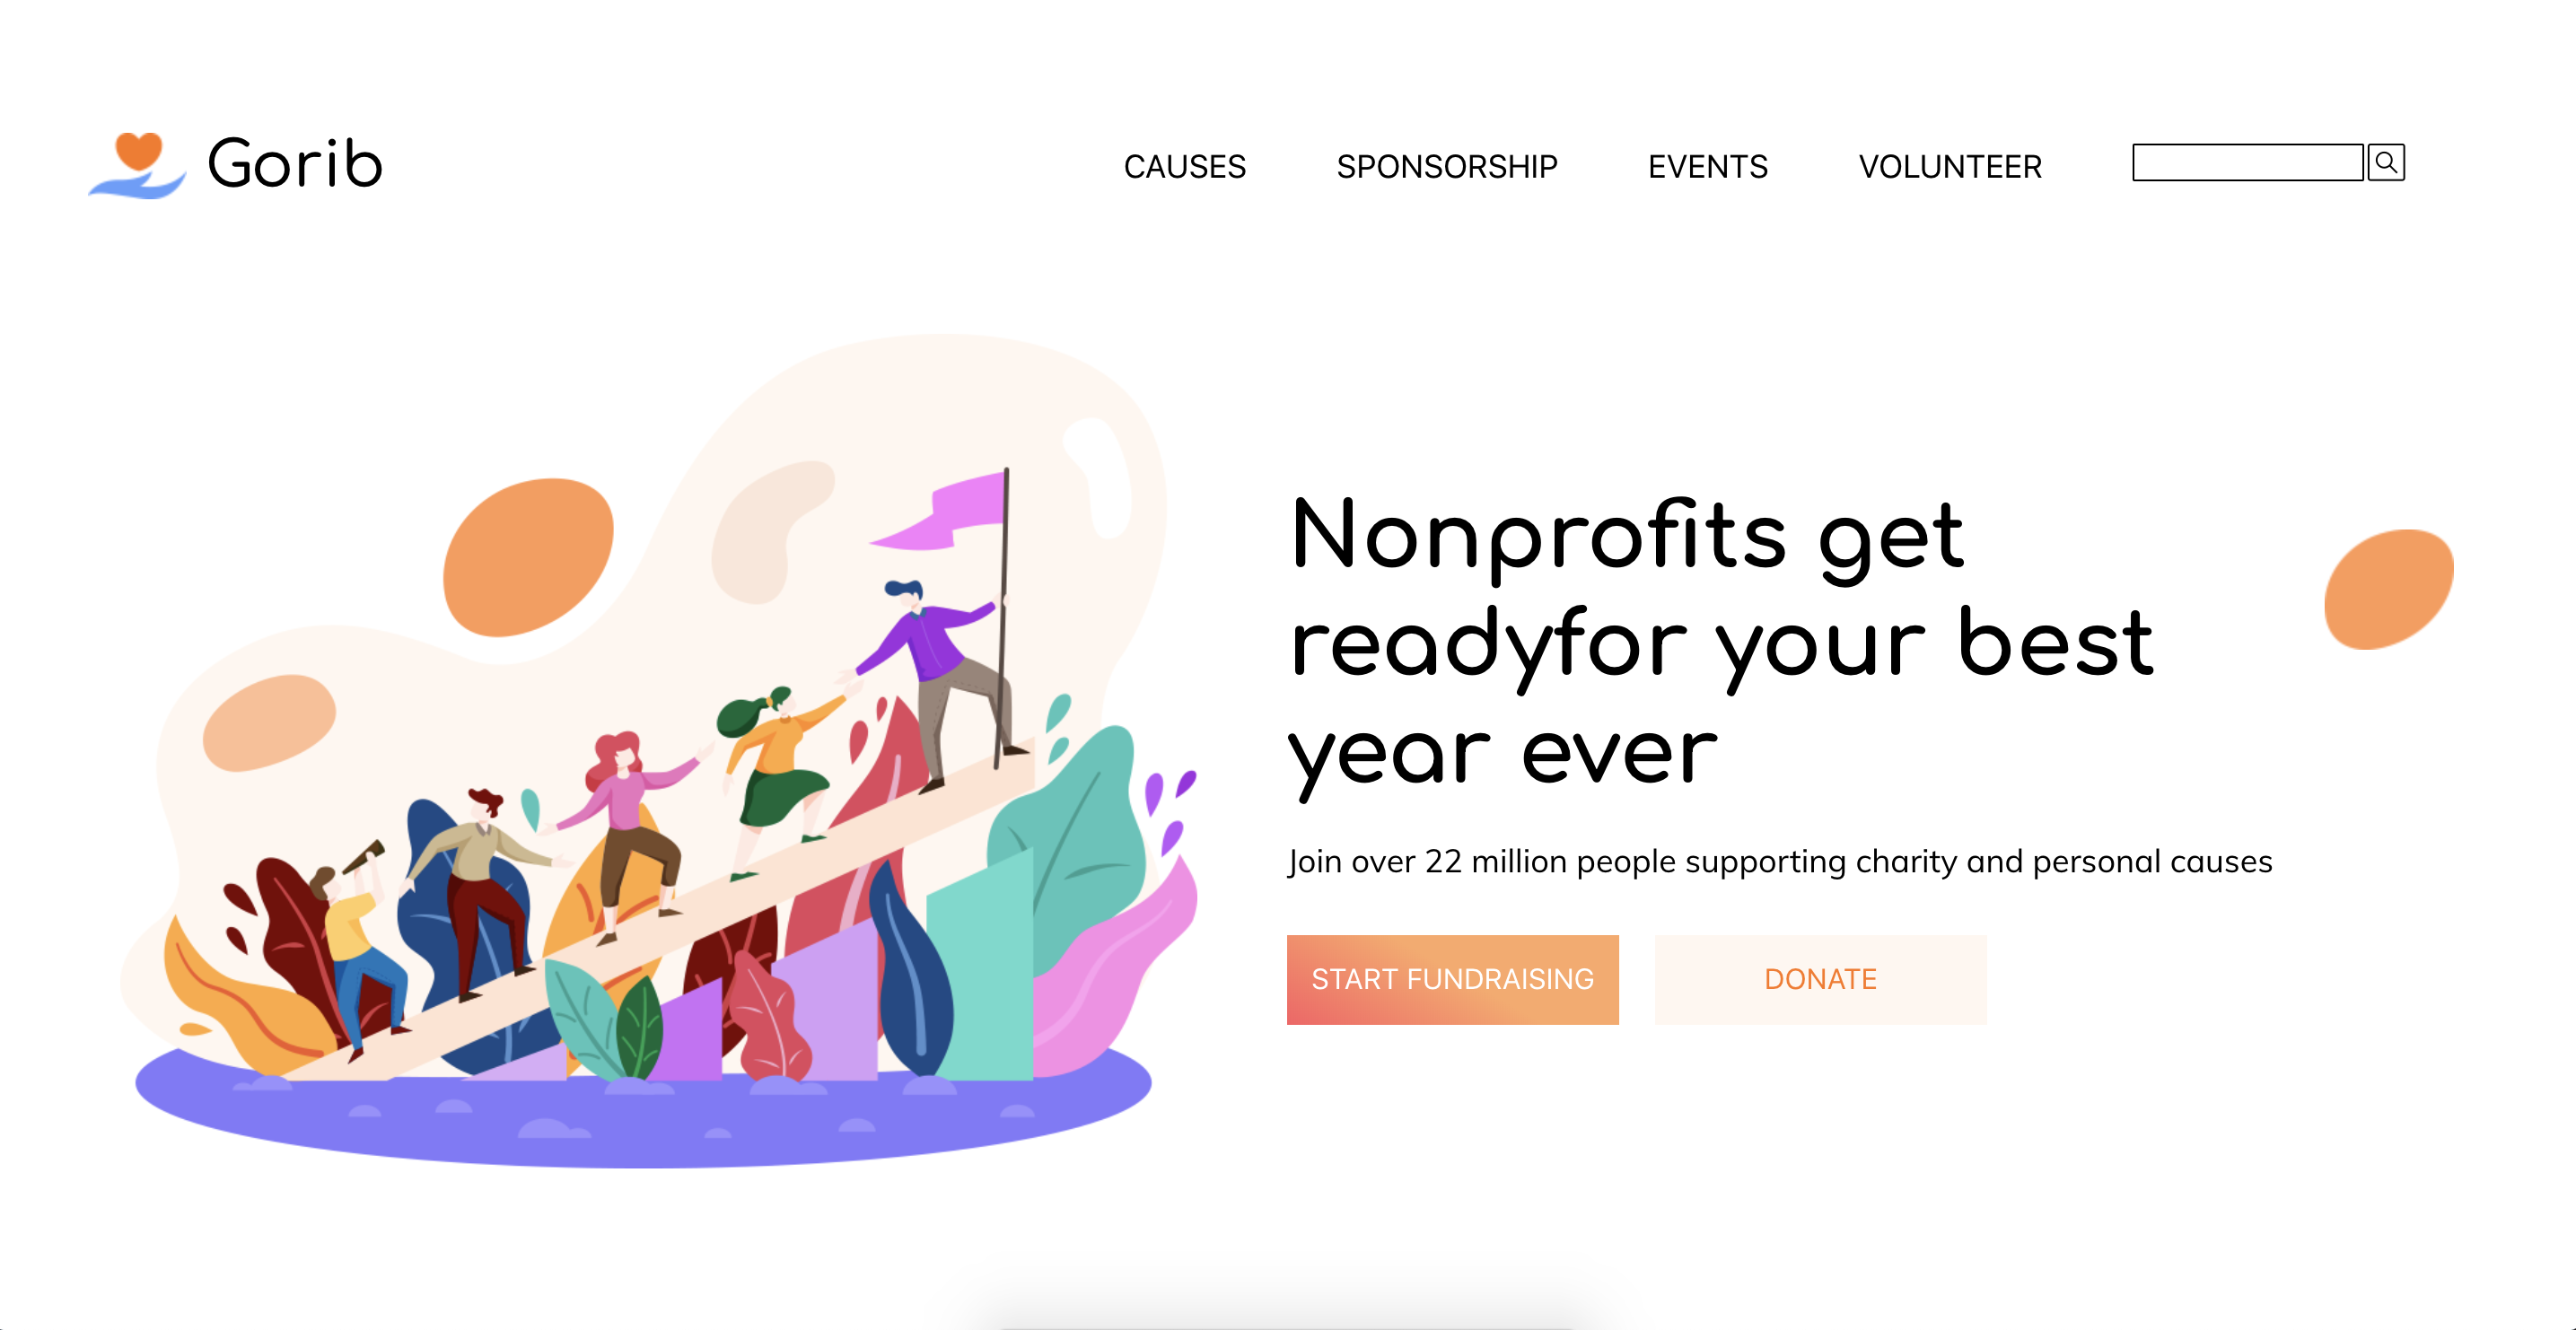 Gorib
CAUSES SPONSORSHIP EVENTS VOLUNTEER
Nonprofits get
readyfor your best
year ever
Join over 22 million people supporting charity and personal causes
START FUNDRAISING DONATE